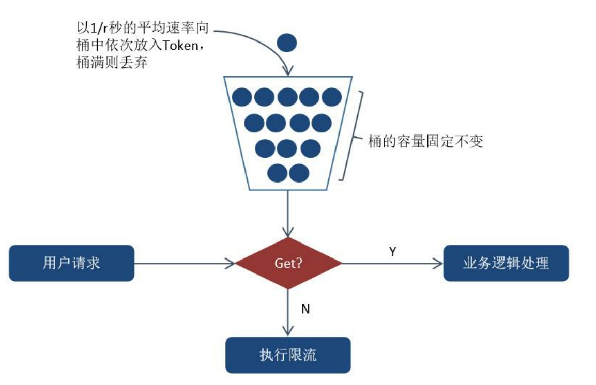 以1/r秒的平均速率向
桶中依次放入Token，
桶满则丢弃
桶的容量固定不变
用户请求
Get?
Y
业务逻辑处理
N
执行限流